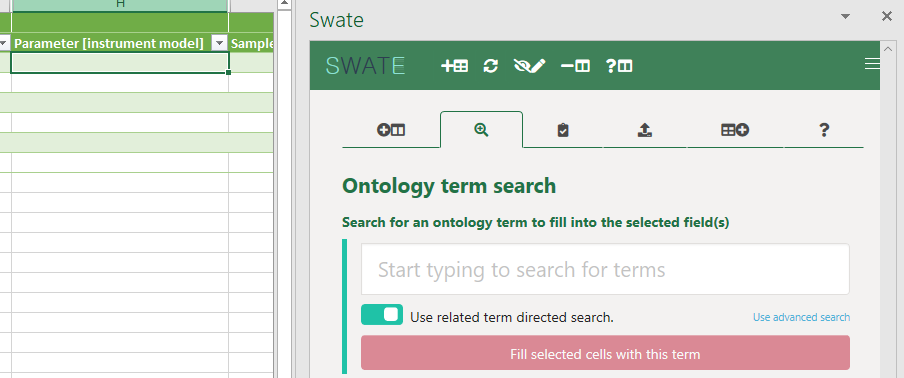 H
Swate
Parameter [instrument model]
Sample
SWATE
?
?
Ontology term search
Search for an ontology term to fill into the selected field(s)
Start typing to search for terms
Use related term directed search.
Use advanced search
Fill selected cells with this term